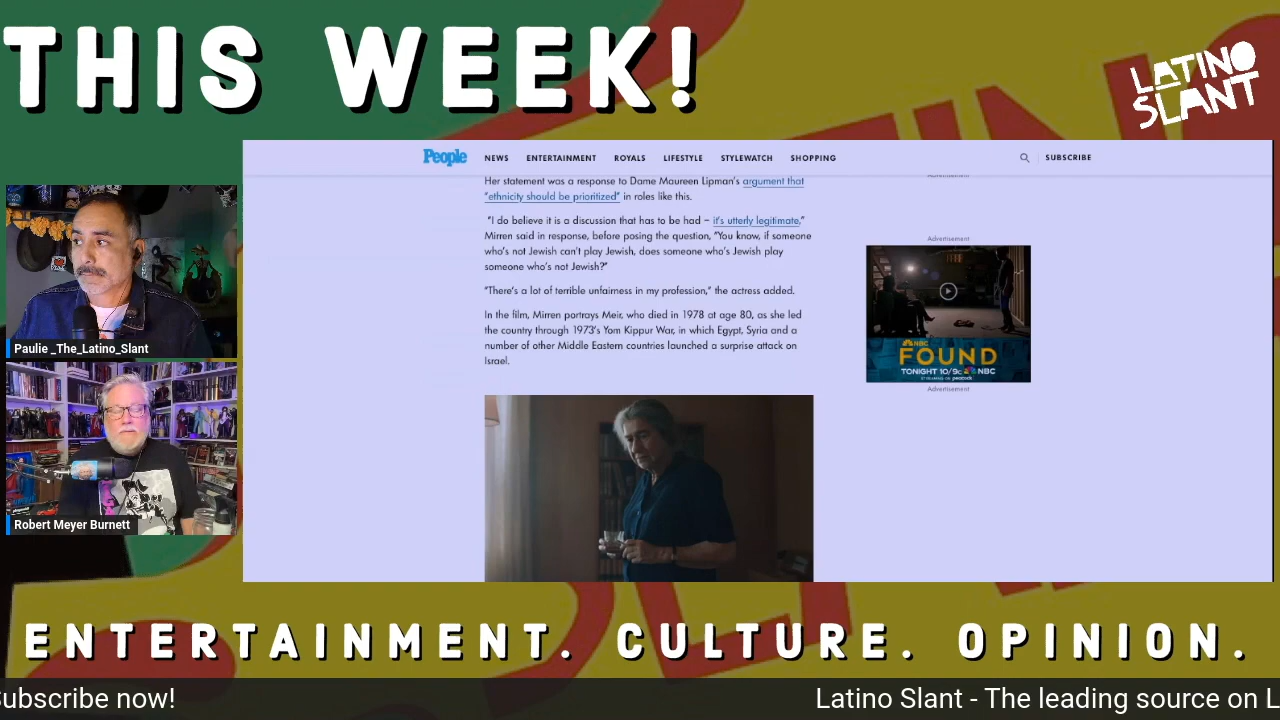 THIS WEEK!
LATINO
SLANT
People
NEWS ENTERTAINMENT ROYALS LIFESTYLE STYLEWATCH SHOPPING
SUBSCRIBE
Her statement was a response to Dame Maureen Lipman's argument that
"ethnicity should be prioritized" in roles like this.
"I do believe it is a discussion that has to be had – it's utterly legitimate,"
Mirren said in response, before posing the question, "You know, if someone
who's not Jewish can't play Jewish, does someone who's Jewish play
someone who's not Jewish?"
"There's a lot of terrible unfairness in my profession," the actress added.
In the film, Mirren portrays Meir, who died in 1978 at age 80, as she led
the country through 1973's Yom Kippur War, in which Egypt, Syria and a
number of other Middle Eastern countries launched a surprise attack on
Israel.
Advertisement
Advertisement
NBC
FOUND
TONIGHT 10/9c NBC
peacock
Advertisement
Paulie _The_Latino_Slant
Robert Meyer Burnett
ENTERTAINMENT. CULTURE. OPINION.
Subscribe now!
Latino Slant - The leading source on L